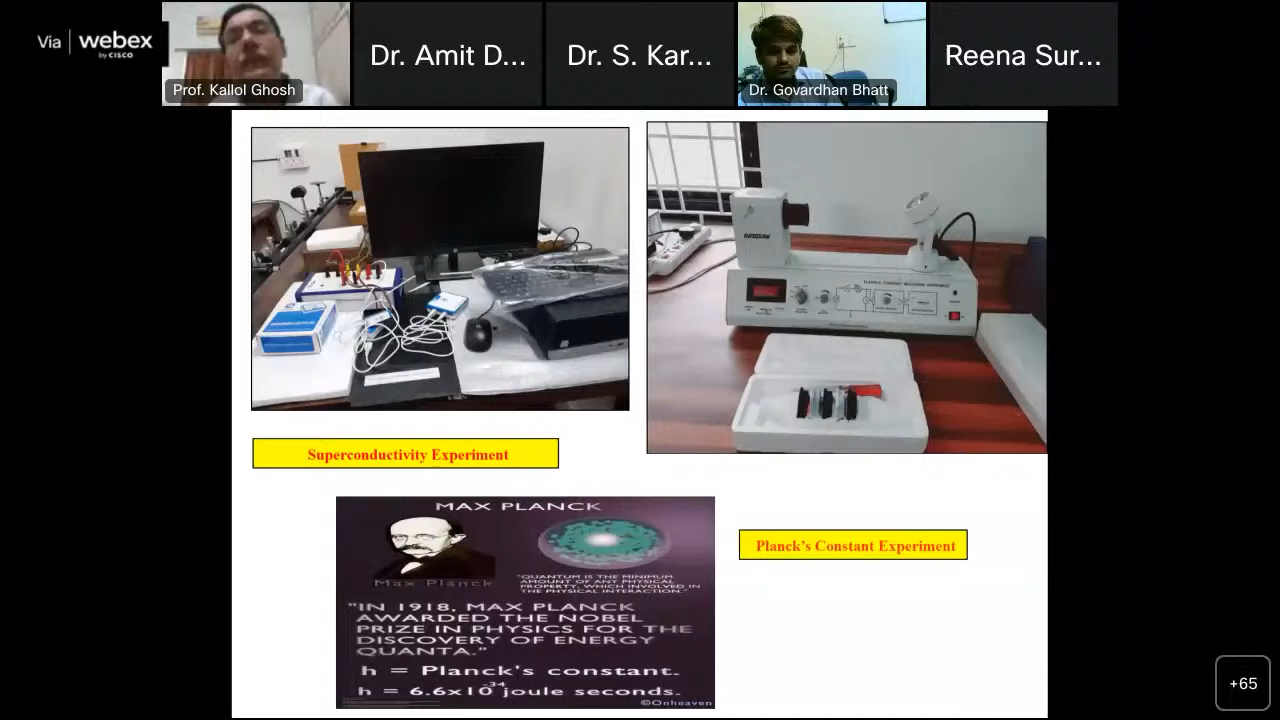 Via | webex
by CISCO
Prof. Kallol Ghosh
Dr. Amit D...
Dr. S. Kar...
Dr. Govardhan Bhatt
Reena Sur...
Superconductivity Experiment
Planck's Constant Experiment
MAX PLANCK
Max Planck
"QUANTUM IS THE MINIMUM
AMOUNT OF ANY PHYSICAL
PROPERTY, WHICH INVOLVED IN
THE PHYSICAL INTERACTION."
"IN 1918, MAX PLANCK
AWARDED THE NOBEL
PRIZE IN PHYSICS FOR THE
DISCOVERY OF ENERGY
QUANTA."
h = Planck's constant.
h = 6.6x10-34 joule seconds.
©Onheaven
+65